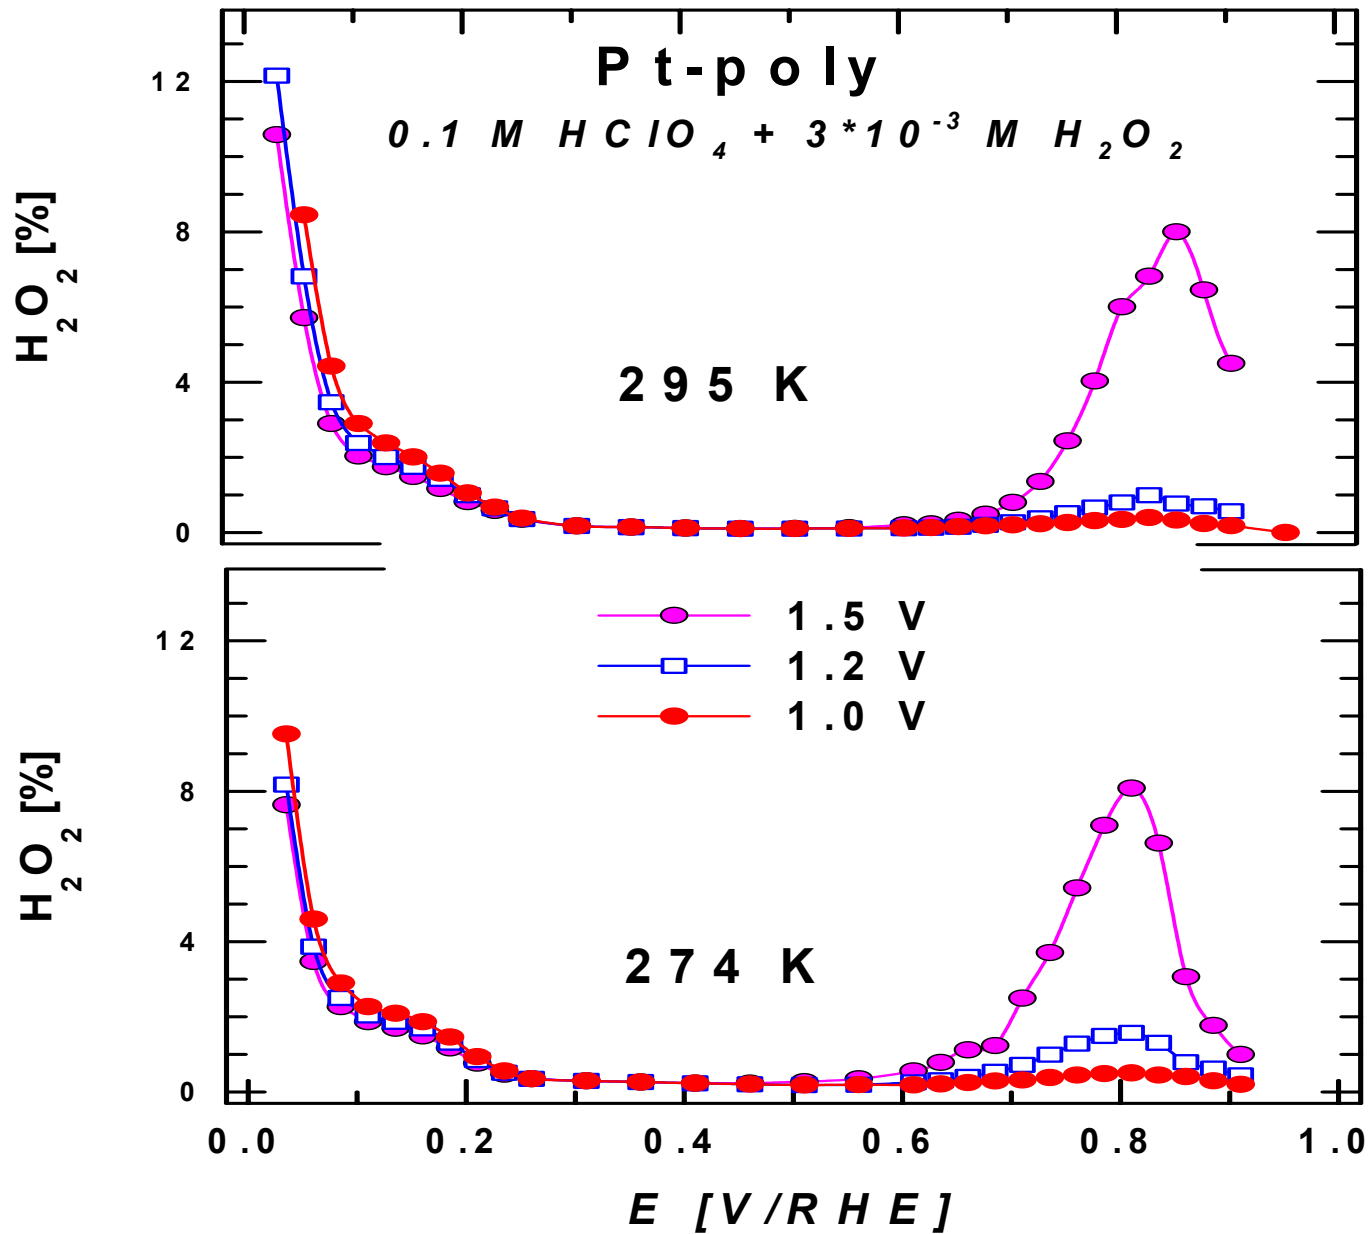 Pt-poly
0.1 M HClO₄ + 3*10⁻³ M H₂O₂
H₂O₂ [%]
12
8
4
0
295 K
1.5 V
1.2 V
1.0 V
H₂O₂ [%]
12
8
4
0
274 K
0.0 0.2 0.4 0.6 0.8 1.0
E [V/RHE]